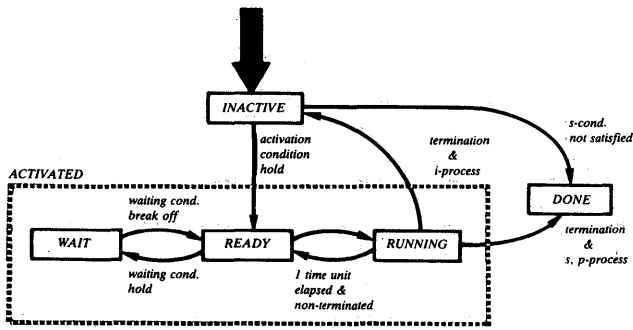 INACTIVE
s-cond.
not satisfied
activation
condition
hold
termination
&
i-process
ACTIVATED
DONE
waiting cond.
break off
termination
&
s, p-process
WAIT
READY
RUNNING
waiting cond.
hold
1 time unit
elapsed &
non-terminated